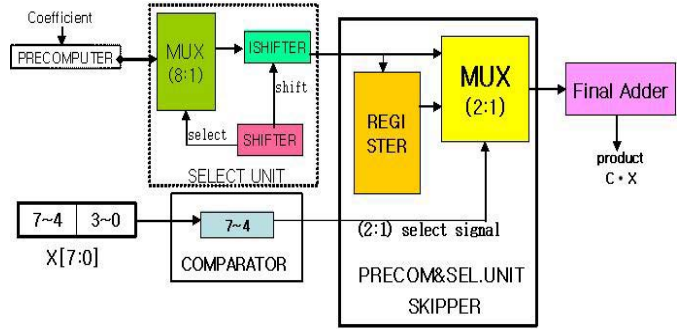 Coefficient
PRECOMPUTER
MUX
(8:1)
ISHIFTER
shift
select
SHIFTER
SELECT UNIT
REGI
STER
MUX
(2:1)
Final Adder
product
C * X
7~4 3~0
X[7:0]
7~4
COMPARATOR
(2:1) select signal
PRECOM&SEL.UNIT
SKIPPER